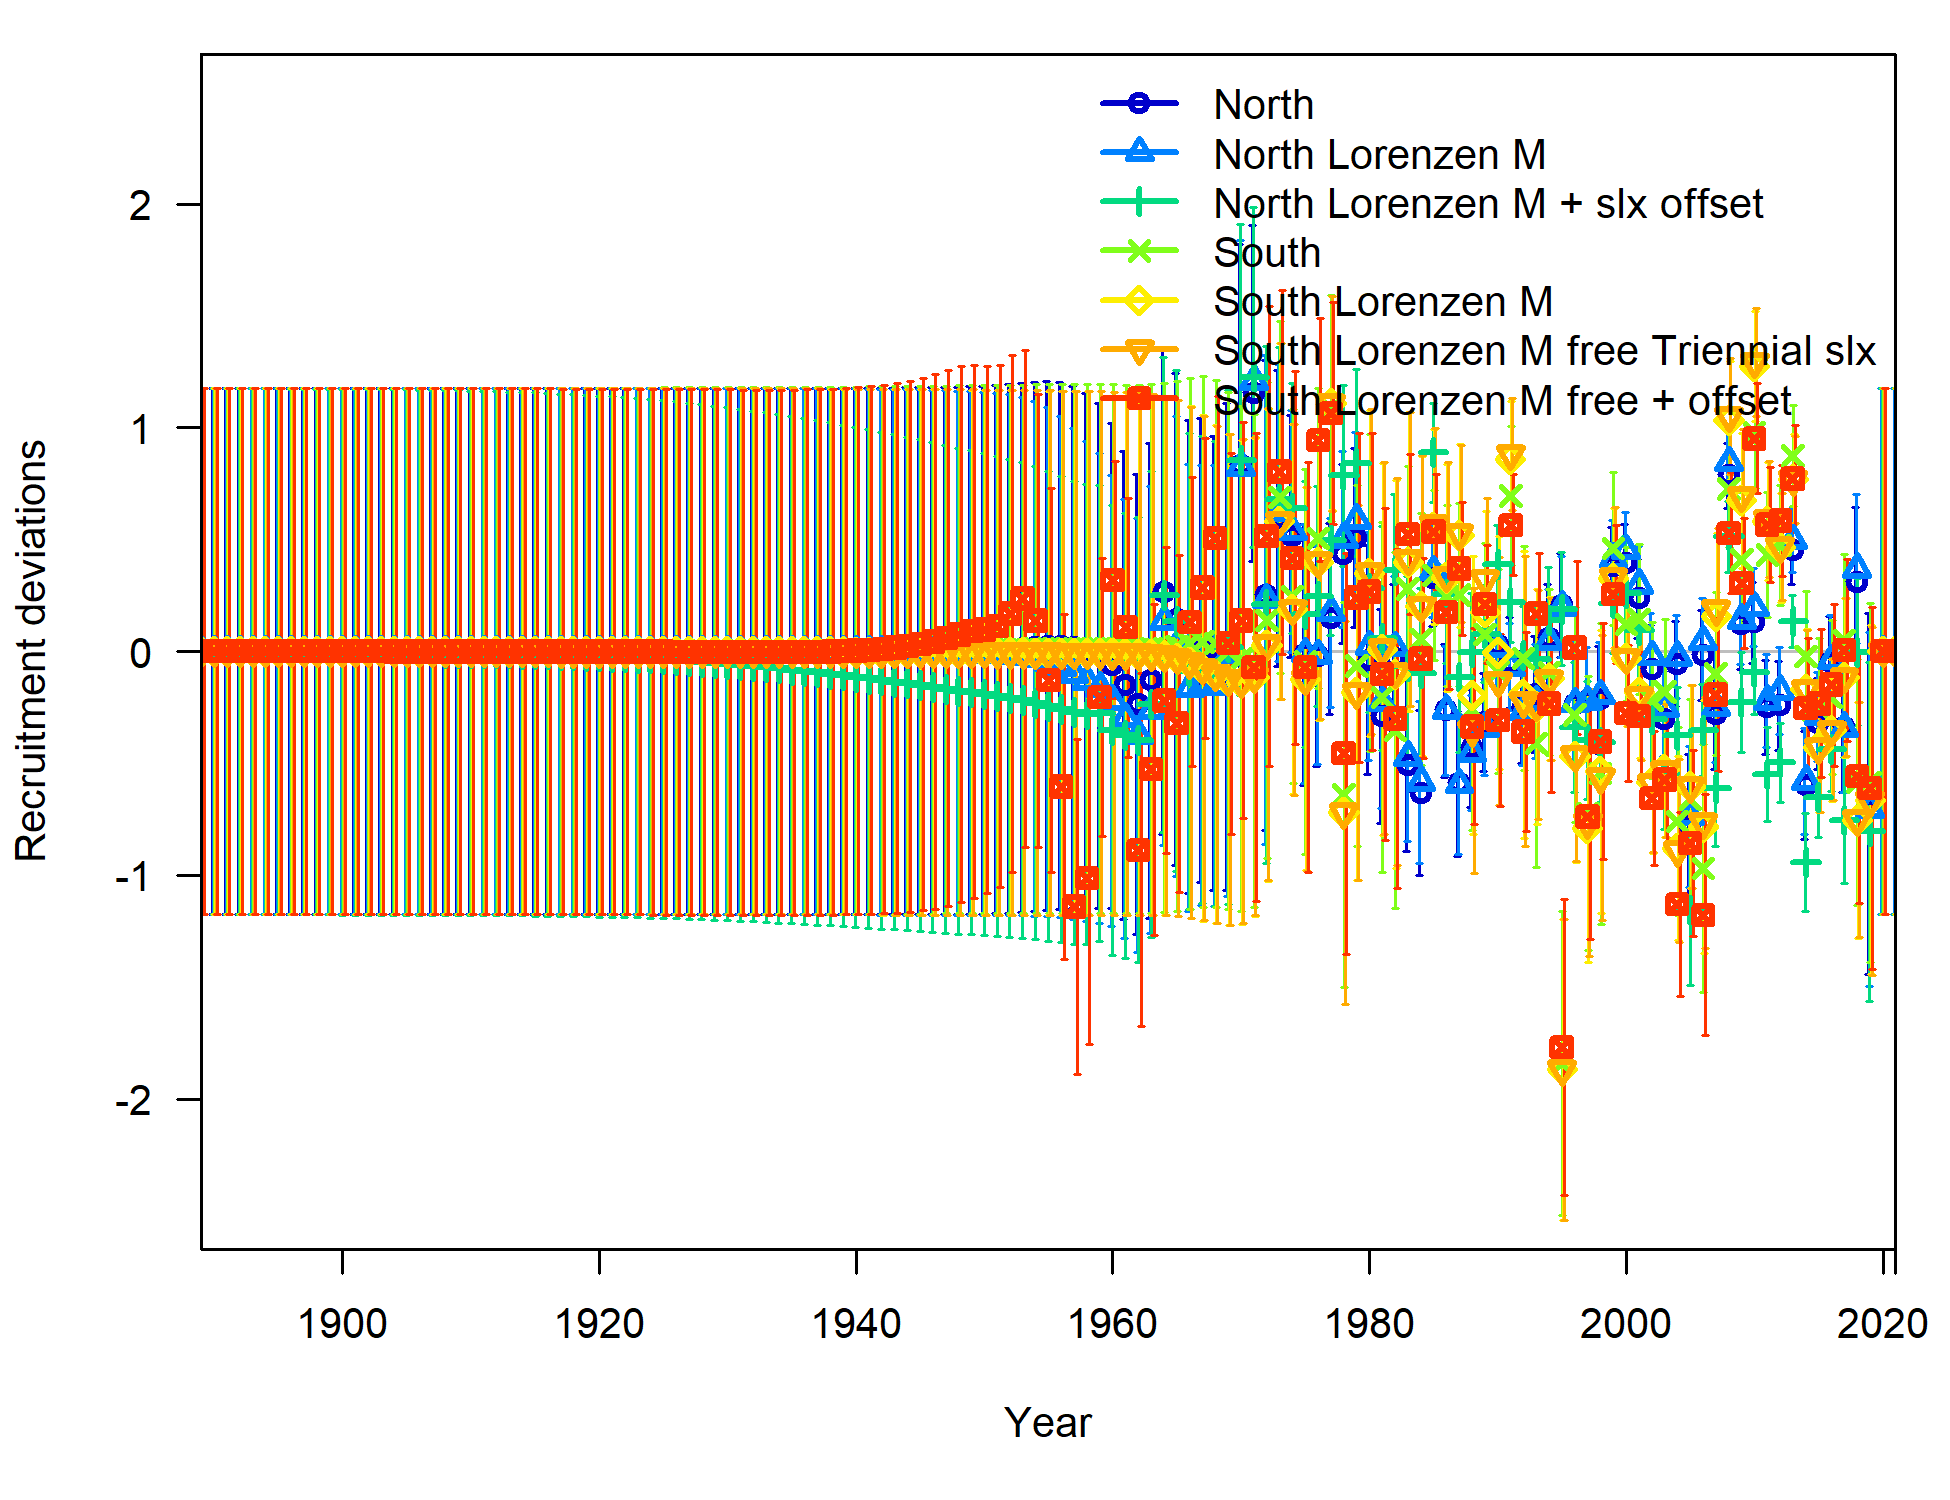 North
North Lorenzen M
North Lorenzen M + slx offset
South
South Lorenzen M
South Lorenzen M free Triennial slx
South Lorenzen M free + offset
2
1
0
-1
-2
Recruitment deviations
1900 1920 1940 1960 1980 2000 2020
Year